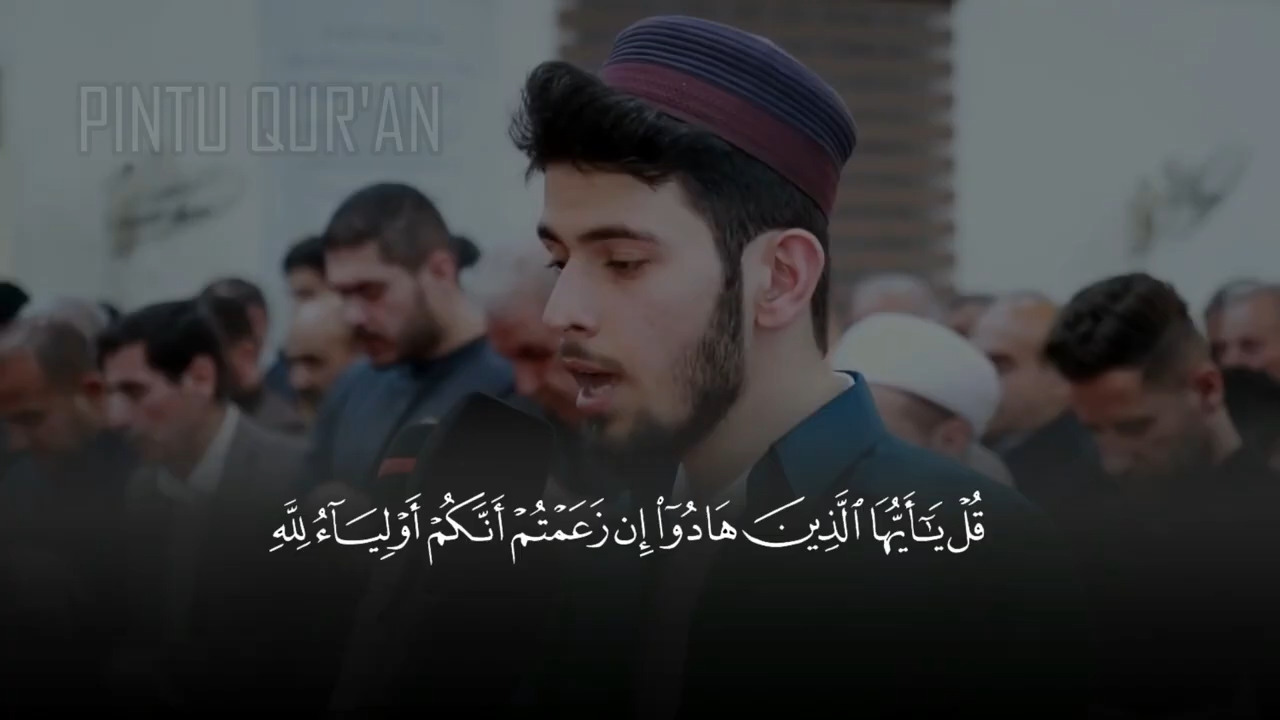 PINTU QUR'AN
قُلْ يَـٰٓأَيُّهَا ٱلَّذِينَ هَادُوٓا۟ إِن زَعَمْتُمْ أَنَّكُمْ أَوْلِيَآءُ لِلَّهِ